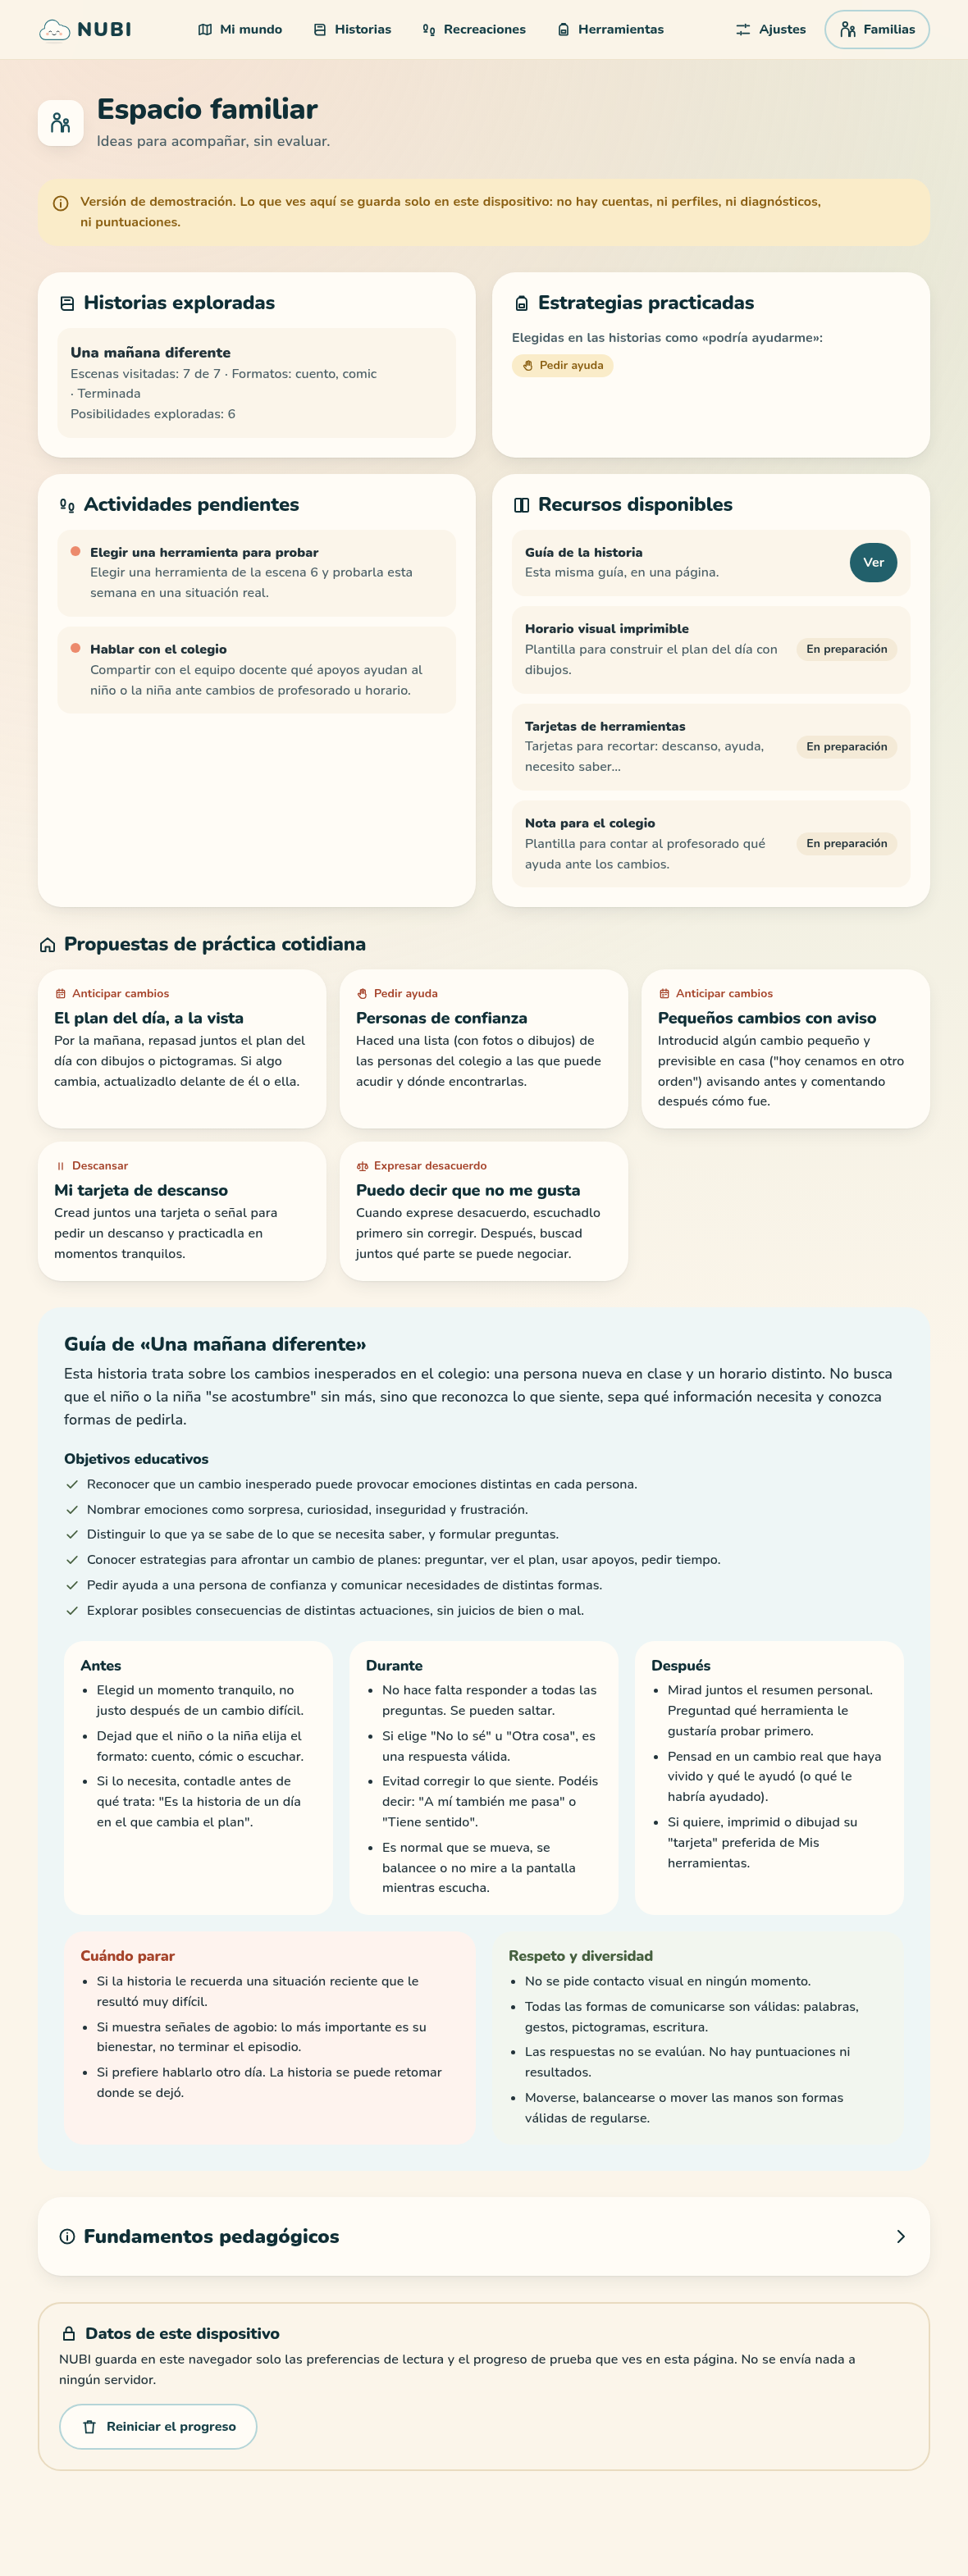 NUBI
Mi mundo
Historias
Recreaciones
Herramientas
Ajustes
Familias
Espacio familiar
Ideas para acompañar, sin evaluar.
Versión de demostración. Lo que ves aquí se guarda solo en este dispositivo: no hay cuentas, ni perfiles, ni diagnósticos,
ni puntuaciones.
Historias exploradas
Una mañana diferente
Escenas visitadas: 7 de 7 · Formatos: cuento, comic
· Terminada
Posibilidades exploradas: 6
Estrategias practicadas
Elegidas en las historias como «podría ayudarme»:
Pedir ayuda
Actividades pendientes
Elegir una herramienta para probar
Elegir una herramienta de la escena 6 y probarla esta
semana en una situación real.
Hablar con el colegio
Compartir con el equipo docente qué apoyos ayudan al
niño o la niña ante cambios de profesorado u horario.
Recursos disponibles
Guía de la historia
Esta misma guía, en una página.
Ver
Horario visual imprimible
Plantilla para construir el plan del día con
dibujos.
En preparación
Tarjetas de herramientas
Tarjetas para recortar: descanso, ayuda,
necesito saber…
En preparación
Nota para el colegio
Plantilla para contar al profesorado qué
ayuda ante los cambios.
En preparación
Propuestas de práctica cotidiana
Anticipar cambios
El plan del día, a la vista
Por la mañana, repasad juntos el plan del
día con dibujos o pictogramas. Si algo
cambia, actualizadlo delante de él o ella.
Pedir ayuda
Personas de confianza
Haced una lista (con fotos o dibujos) de
las personas del colegio a las que puede
acudir y dónde encontrarlas.
Anticipar cambios
Pequeños cambios con aviso
Introducid algún cambio pequeño y
previsible en casa ("hoy cenamos en otro
orden") avisando antes y comentando
después cómo fue.
Descansar
Mi tarjeta de descanso
Cread juntos una tarjeta o señal para
pedir un descanso y practicadla en
momentos tranquilos.
Expresar desacuerdo
Puedo decir que no me gusta
Cuando exprese desacuerdo, escuchadlo
primero sin corregir. Después, buscad
juntos qué parte se puede negociar.
Guía de «Una mañana diferente»
Esta historia trata sobre los cambios inesperados en el colegio: una persona nueva en clase y un horario distinto. No busca
que el niño o la niña "se acostumbre" sin más, sino que reconozca lo que siente, sepa qué información necesita y conozca
formas de pedirla.
Objetivos educativos
Reconocer que un cambio inesperado puede provocar emociones distintas en cada persona.
Nombrar emociones como sorpresa, curiosidad, inseguridad y frustración.
Distinguir lo que ya se sabe de lo que se necesita saber, y formular preguntas.
Conocer estrategias para afrontar un cambio de planes: preguntar, ver el plan, usar apoyos, pedir tiempo.
Pedir ayuda a una persona de confianza y comunicar necesidades de distintas formas.
Explorar posibles consecuencias de distintas actuaciones, sin juicios de bien o mal.
Antes
• Elegid un momento tranquilo, no
justo después de un cambio difícil.
• Dejad que el niño o la niña elija el
formato: cuento, cómic o escuchar.
• Si lo necesita, contadle antes de
qué trata: "Es la historia de un día
en el que cambia el plan".
Durante
• No hace falta responder a todas las
preguntas. Se pueden saltar.
• Si elige "No lo sé" u "Otra cosa", es
una respuesta válida.
• Evitad corregir lo que siente. Podéis
decir: "A mí también me pasa" o
"Tiene sentido".
• Es normal que se mueva, se
balancee o no mire a la pantalla
mientras escucha.
Después
• Mirad juntos el resumen personal.
Preguntad qué herramienta le
gustaría probar primero.
• Pensad en un cambio real que haya
vivido y qué le ayudó (o qué le
habría ayudado).
• Si quiere, imprimid o dibujad su
"tarjeta" preferida de Mis
herramientas.
Cuándo parar
• Si la historia le recuerda una situación reciente que le
resultó muy difícil.
• Si muestra señales de agobio: lo más importante es su
bienestar, no terminar el episodio.
• Si prefiere hablarlo otro día. La historia se puede retomar
donde se dejó.
Respeto y diversidad
• No se pide contacto visual en ningún momento.
• Todas las formas de comunicarse son válidas: palabras,
gestos, pictogramas, escritura.
• Las respuestas no se evalúan. No hay puntuaciones ni
resultados.
• Moverse, balancearse o mover las manos son formas
válidas de regularse.
Fundamentos pedagógicos
Datos de este dispositivo
NUBI guarda en este navegador solo las preferencias de lectura y el progreso de prueba que ves en esta página. No se envía nada a
ningún servidor.
Reiniciar el progreso